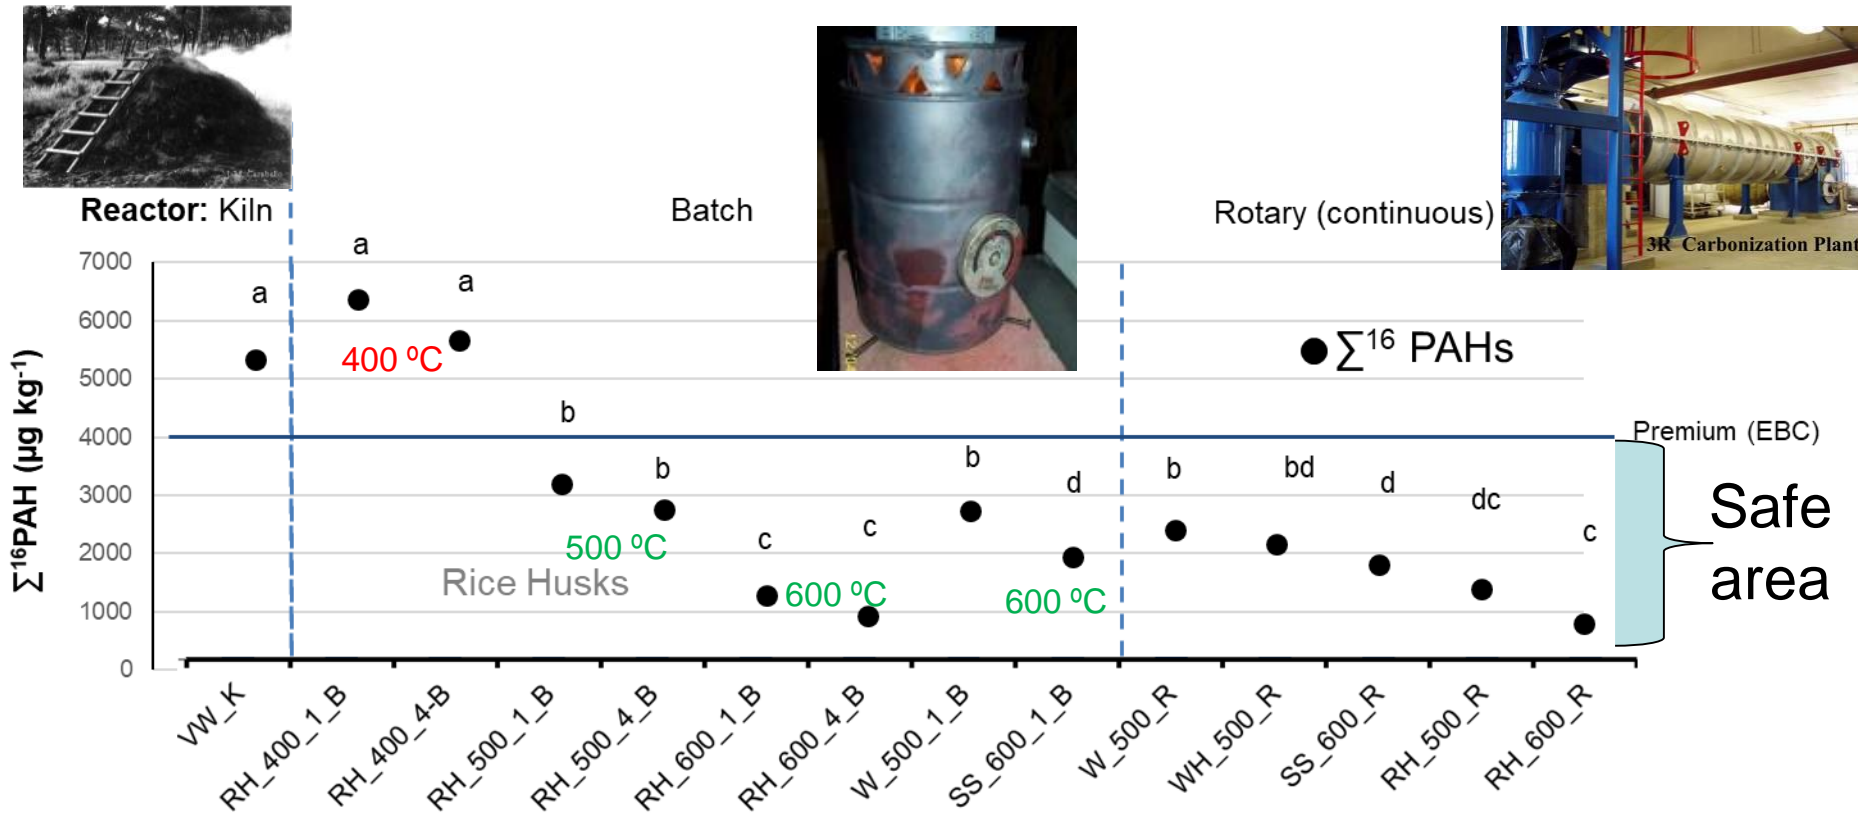 Reactor: Kiln
Batch
Rotary (continuous)
3R Carbonization Plant
∑¹⁶PAH (µg kg⁻¹)
7000
6000
5000
4000
3000
2000
1000
0
a
a
a
b
b
c
c
b
d
b
bd
d
dc
c
400 ºC
500 ºC
600 ºC
600 ºC
Rice Husks
∑¹⁶ PAHs
Premium (EBC)
Safe
area
VW_K
RH_400_1_B
RH_400_4-B
RH_500_1_B
RH_500_4_B
RH_600_1_B
RH_600_4_B
W_500_1_B
SS_600_1_B
W_500_R
WH_500_R
SS_600_R
RH_500_R
RH_600_R